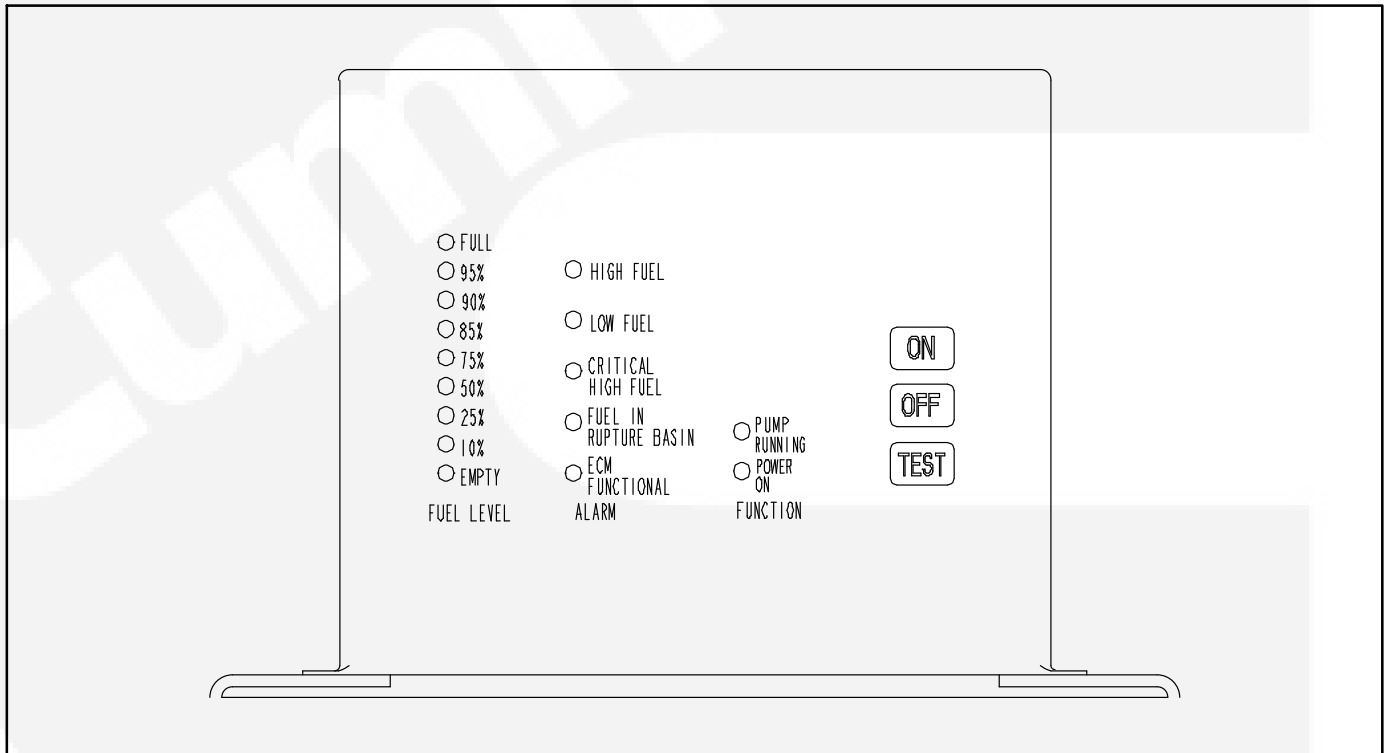 FULL
95%
90%
85%
75%
50%
25%
10%
EMPTY
FUEL LEVEL
HIGH FUEL
LOW FUEL
CRITICAL
HIGH FUEL
FUEL IN
RUPTURE BASIN
ECM
FUNCTIONAL
ALARM
PUMP
RUNNING
POWER
ON
FUNCTION
ON
OFF
TEST